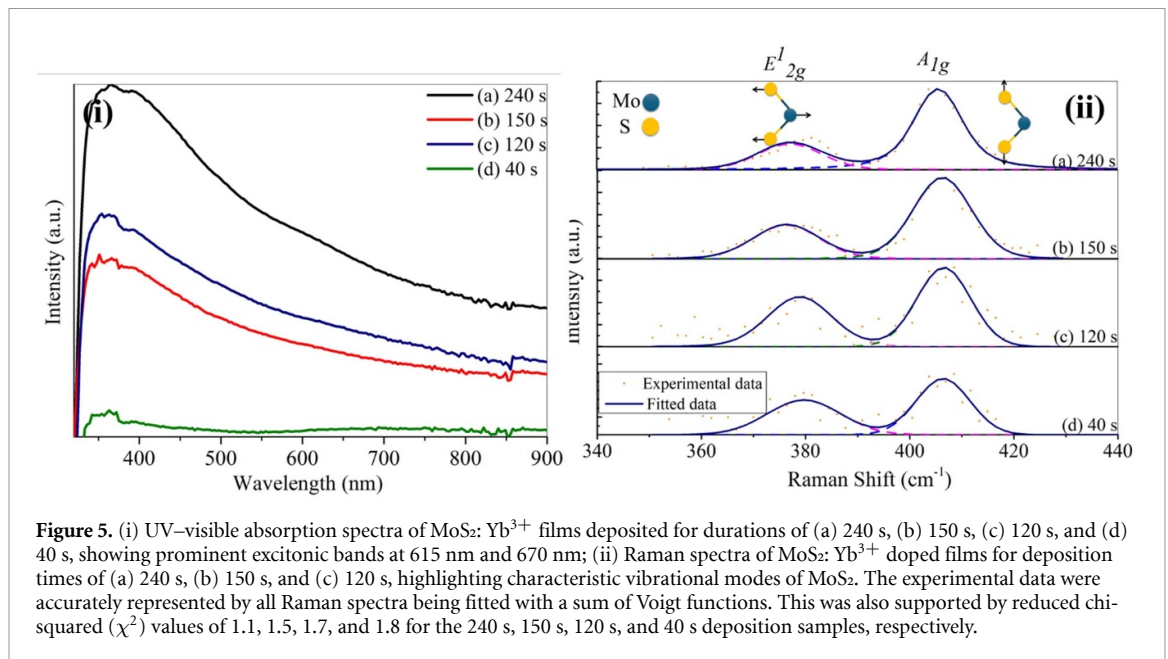 (i)
(a) 240 s
(b) 150 s
(c) 120 s
(d) 40 s
Intensity (a.u.)
400 500 600 700 800 900
Wavelength (nm)
E¹₂g
A₁g
Mo
S
(ii)
(a) 240 s
(b) 150 s
(c) 120 s
Experimental data
Fitted data
(d) 40 s
Intensity (a.u.)
340 360 380 400 420 440
Raman Shift (cm⁻¹)
Figure 5. (i) UV–visible absorption spectra of MoS₂: Yb³⁺ films deposited for durations of (a) 240 s, (b) 150 s, (c) 120 s, and (d)
40 s, showing prominent excitonic bands at 615 nm and 670 nm; (ii) Raman spectra of MoS₂: Yb³⁺ doped films for deposition
times of (a) 240 s, (b) 150 s, and (c) 120 s, highlighting characteristic vibrational modes of MoS₂. The experimental data were
accurately represented by all Raman spectra being fitted with a sum of Voigt functions. This was also supported by reduced chi-
squared (χ²) values of 1.1, 1.5, 1.7, and 1.8 for the 240 s, 150 s, 120 s, and 40 s deposition samples, respectively.